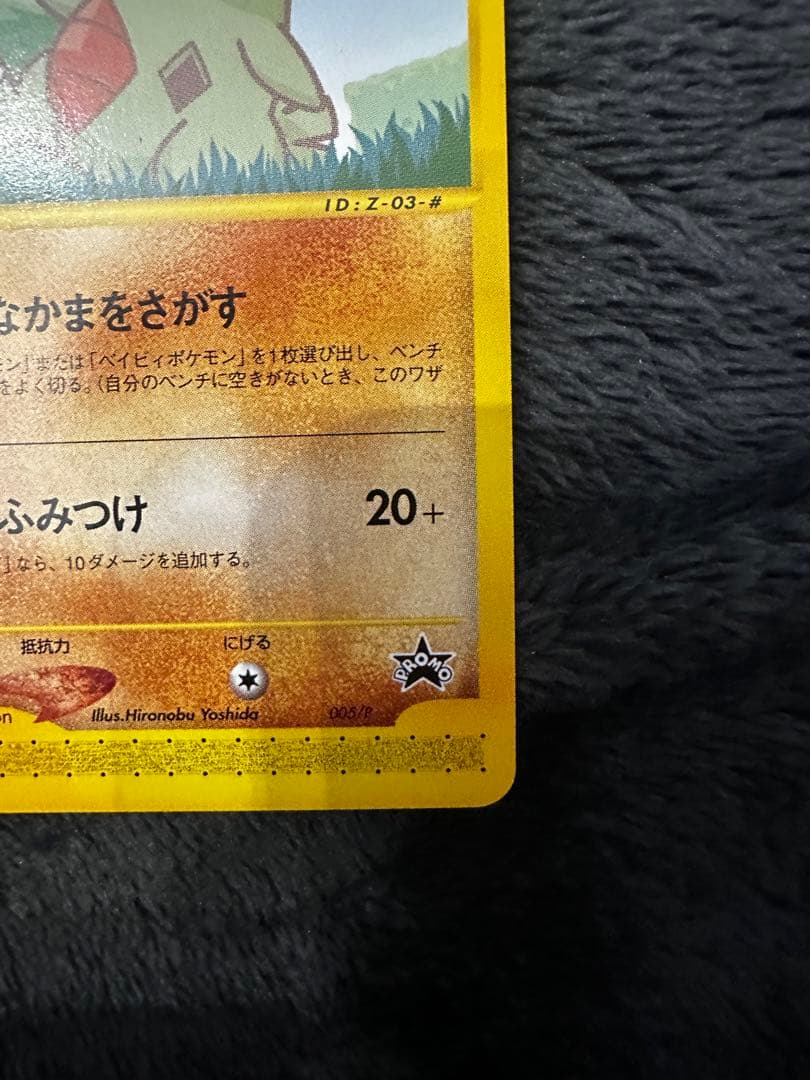 ID:Z-03-#
なかまをさがす
モン」または「ベイビィポケモン」を1枚選び出し、ベンチ
をよく切る。(自分のベンチに空きがないとき、このワザ
ふみつけ 20+
」なら、10ダメージを追加する。
抵抗力 にげる
PROMO
on Illus.Hironobu Yoshida 005/P